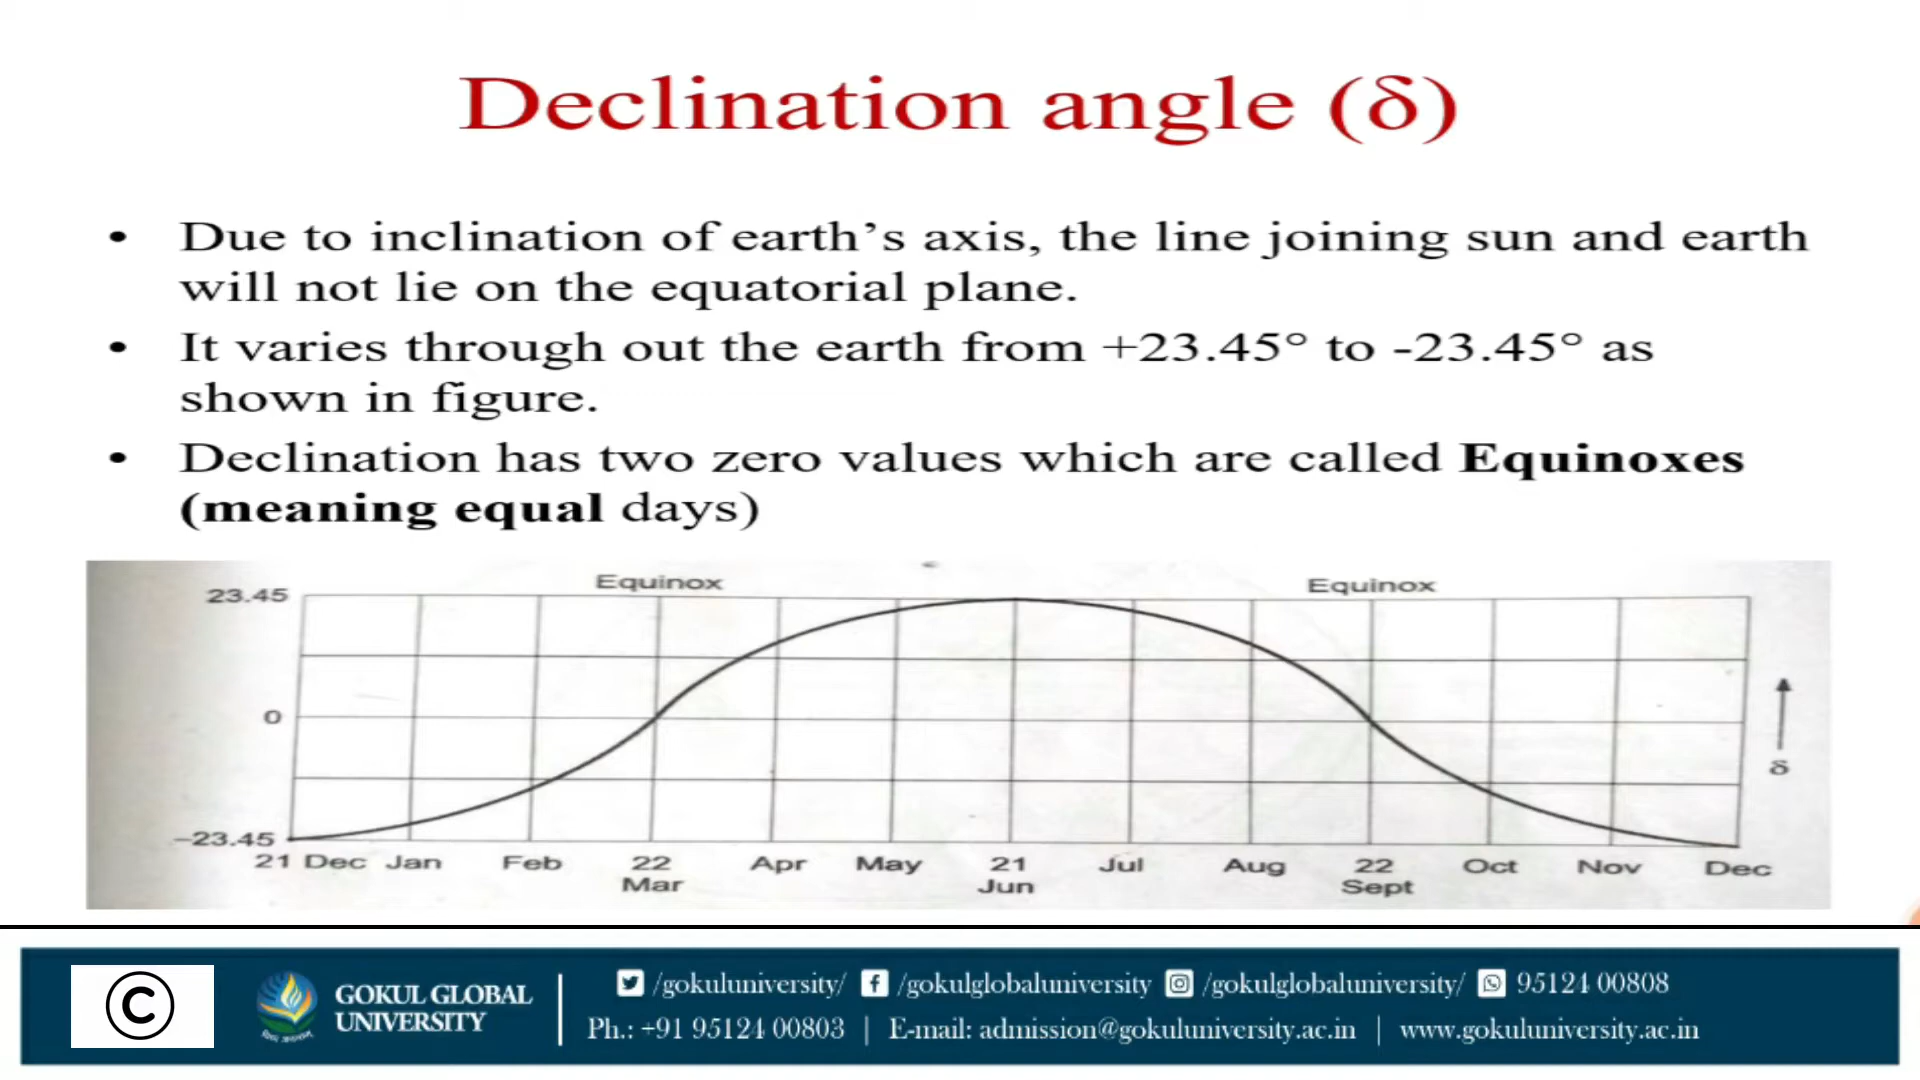 Declination angle (δ)
• Due to inclination of earth's axis, the line joining sun and earth
will not lie on the equatorial plane.
• It varies through out the earth from +23.45° to -23.45° as
shown in figure.
• Declination has two zero values which are called Equinoxes
(meaning equal days)
Equinox Equinox
23.45
0
δ
-23.45
21 Dec Jan Feb 22 Apr May 21 Jul Aug 22 Oct Nov Dec
Mar Jun Sept
©
GOKUL GLOBAL
UNIVERSITY
/gokuluniversity/ /gokulglobaluniversity /gokulglobaluniversity/ 95124 00808
Ph.: +91 95124 00803 | E-mail: admission@gokuluniversity.ac.in | www.gokuluniversity.ac.in